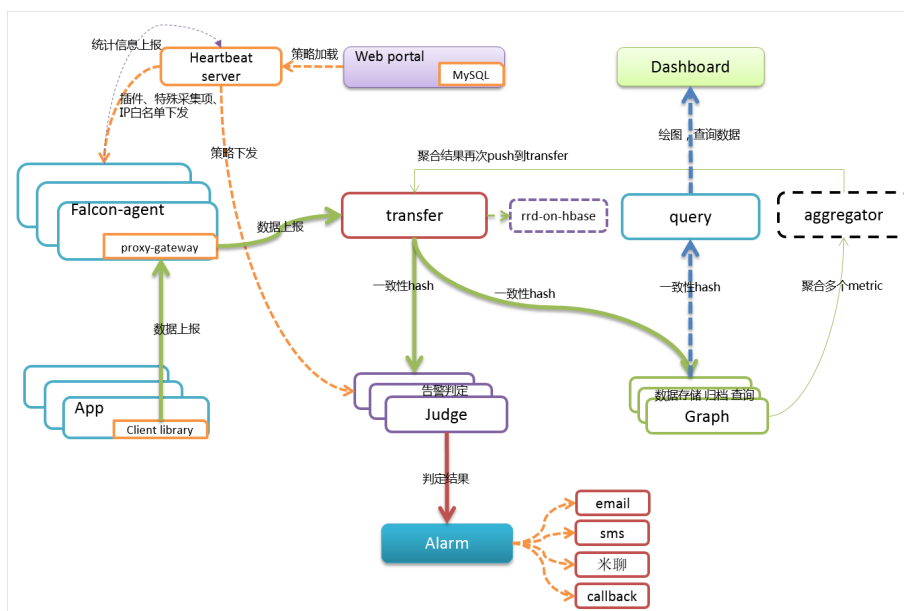 统计信息上报
Heartbeat
server
策略加载
Web portal
MySQL
Dashboard
插件、特殊采集项、
IP白名单下发
绘图，查询数据
策略下发
聚合结果再次push到transfer
Falcon-agent
proxy-gateway
数据上报
transfer
rrd-on-hbase
query
aggregator
一致性hash
一致性hash
一致性hash
聚合多个metric
数据上报
App
Client library
告警判定
Judge
数据存储 归档 查询
Graph
判定结果
Alarm
email
sms
米聊
callback